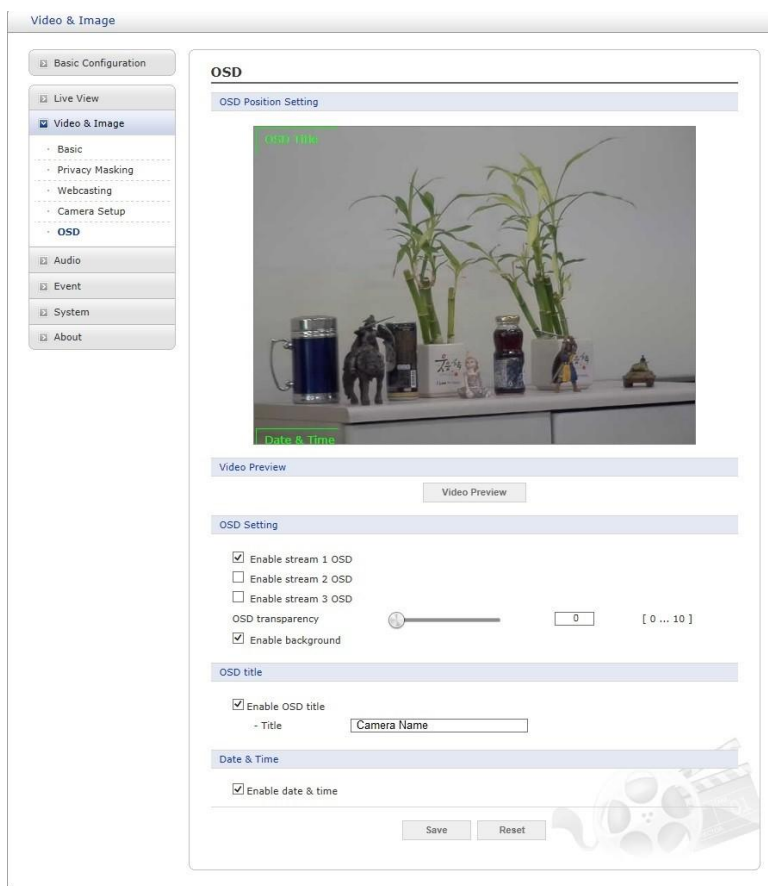 Video & Image
Basic Configuration
Live View
Video & Image
Basic
Privacy Masking
Webcasting
Camera Setup
OSD
Audio
Event
System
About
OSD
OSD Position Setting
OSD Title
Date & Time
Video Preview
Video Preview
OSD Setting
Enable stream 1 OSD
Enable stream 2 OSD
Enable stream 3 OSD
OSD transparency 0 [ 0 ... 10 ]
Enable background
OSD title
Enable OSD title
- Title Camera Name
Date & Time
Enable date & time
Save Reset